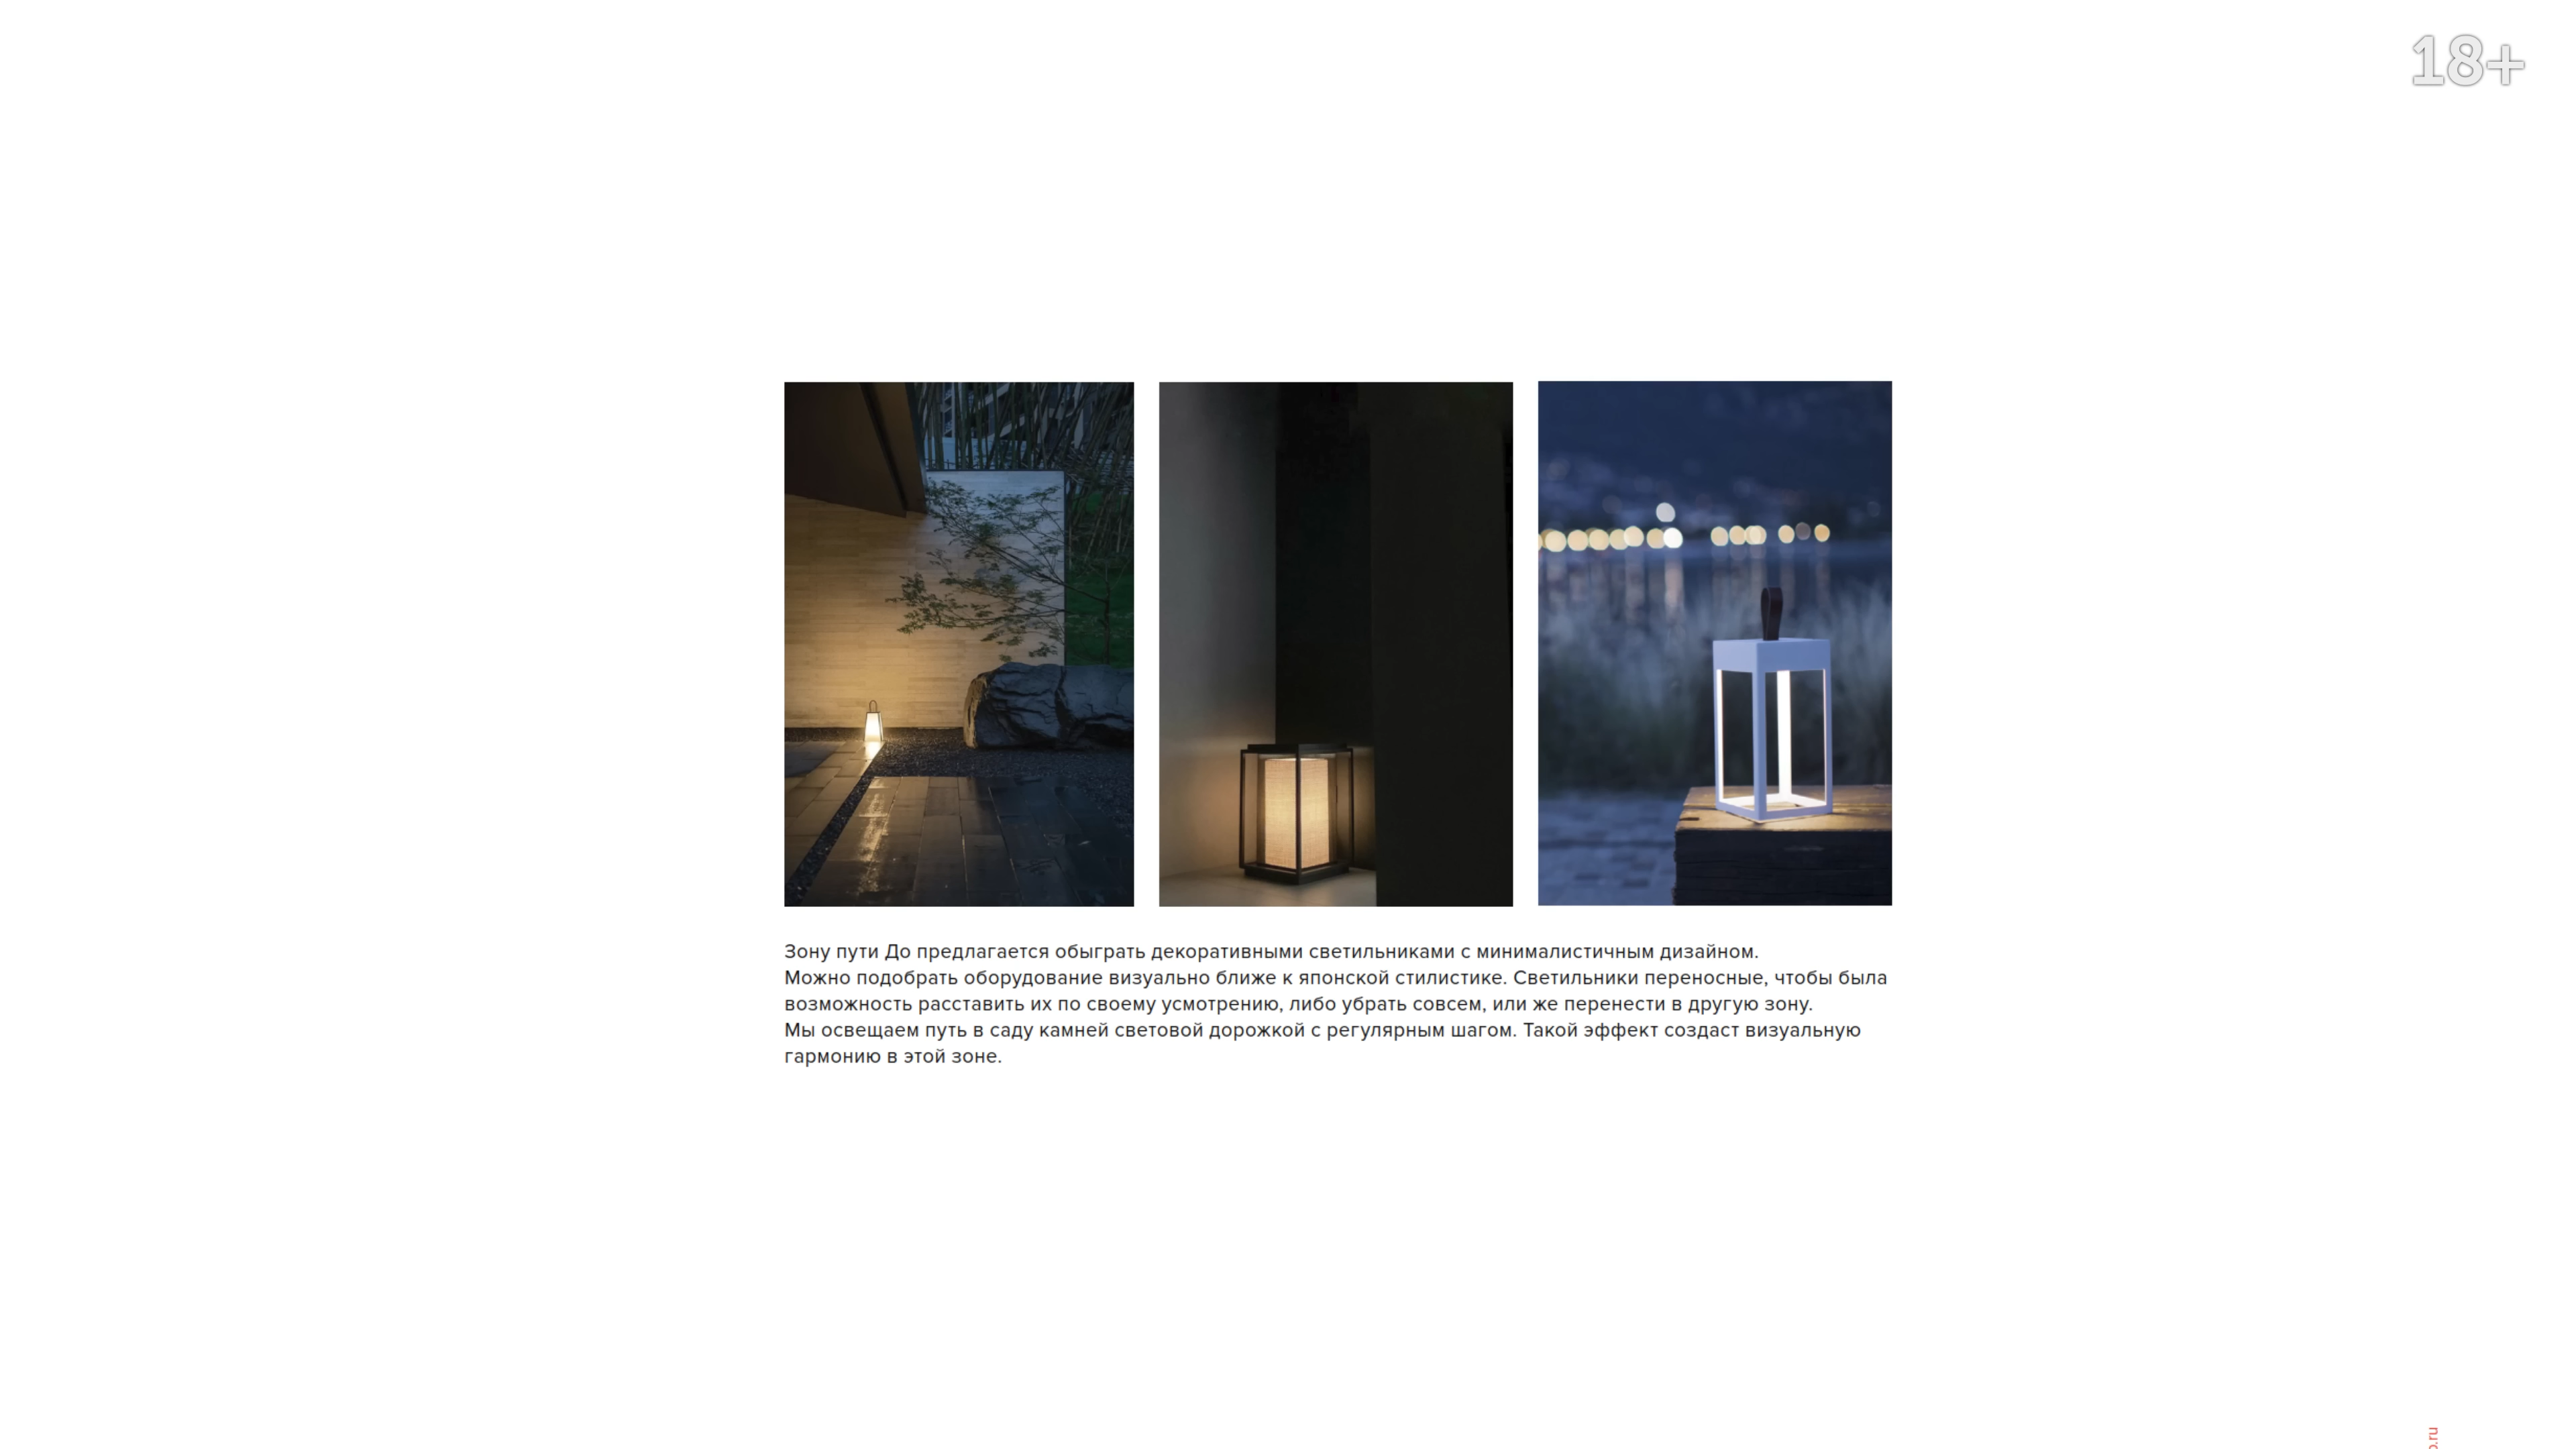 18+
Зону пути До предлагается обыграть декоративными светильниками с минималистичным дизайном.
Можно подобрать оборудование визуально ближе к японской стилистике. Светильники переносные, чтобы была
возможность расставить их по своему усмотрению, либо убрать совсем, или же перенести в другую зону.
Мы освещаем путь в саду камней световой дорожкой с регулярным шагом. Такой эффект создаст визуальную
гармонию в этой зоне.